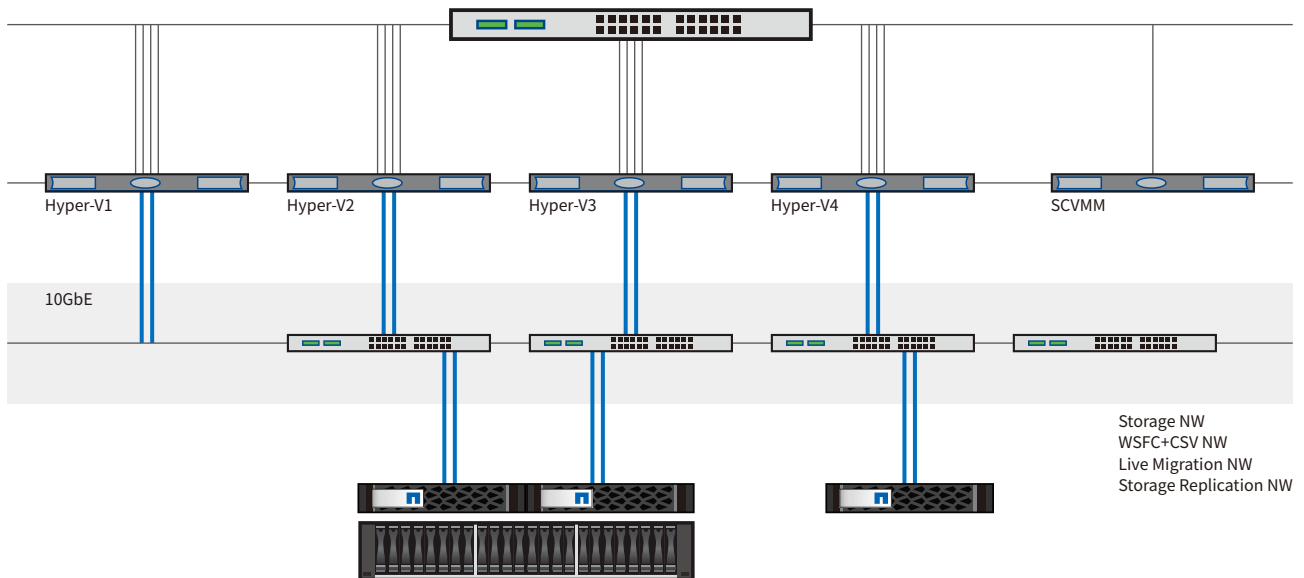 Hyper-V1
Hyper-V2
Hyper-V3
Hyper-V4
SCVMM
10GbE
Storage NW
WSFC+CSV NW
Live Migration NW
Storage Replication NW